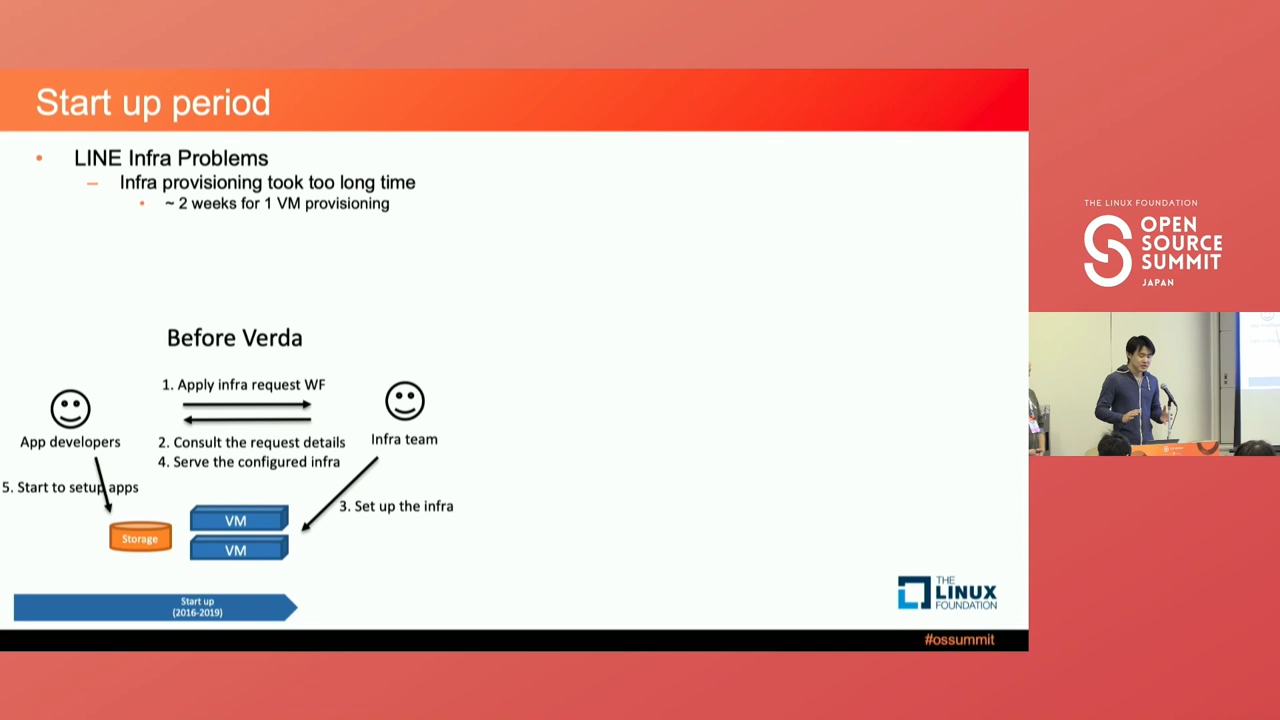 Start up period
• LINE Infra Problems
– Infra provisioning took too long time
• ~ 2 weeks for 1 VM provisioning
Before Verda
1. Apply infra request WF
App developers
2. Consult the request details
4. Serve the configured infra
Infra team
5. Start to setup apps
3. Set up the infra
Storage
VM
VM
Start up
(2016-2019)
THE
LINUX
FOUNDATION
#ossummit
THE LINUX FOUNDATION
OPEN
SOURCE
SUMMIT
JAPAN